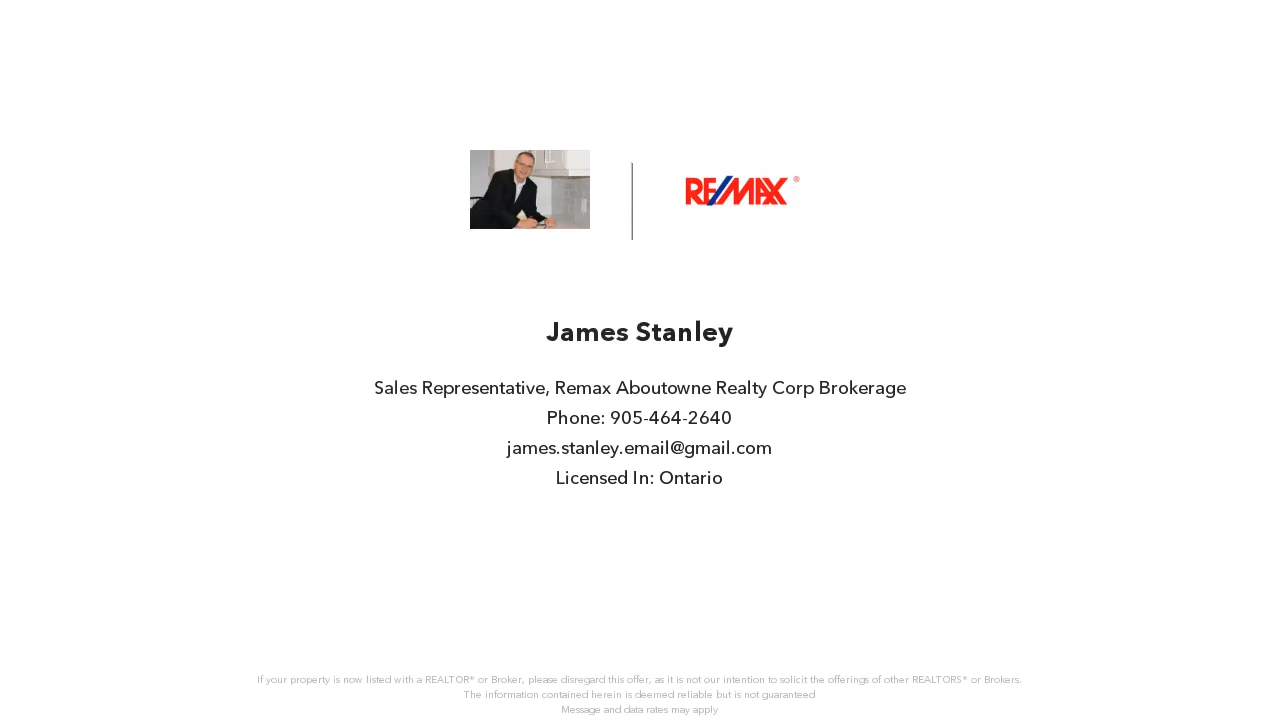 RE/MAX®
James Stanley
Sales Representative, Remax Aboutowne Realty Corp Brokerage
Phone: 905-464-2640
james.stanley.email@gmail.com
Licensed In: Ontario
If your property is now listed with a REALTOR® or Broker, please disregard this offer, as it is not our intention to solicit the offerings of other REALTORS® or Brokers.
The information contained herein is deemed reliable but is not guaranteed
Message and data rates may apply